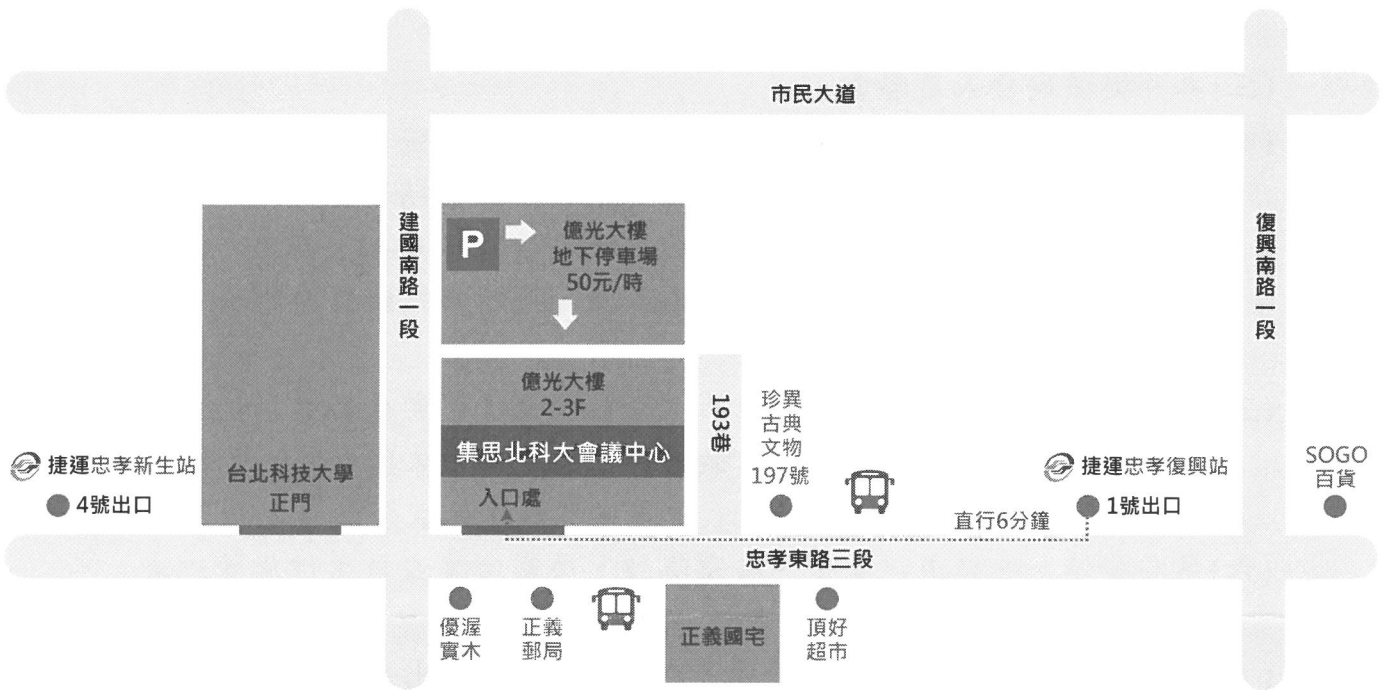 市民大道
建國南路一段
復興南路一段
P
億光大樓
地下停車場
50元/時
億光大樓
2-3F
集思北科大會議中心
入口處
193巷
珍異
古典
文物
197號
捷運忠孝新生站
4號出口
台北科技大學
正門
捷運忠孝復興站
1號出口
直行6分鐘
SOGO
百貨
忠孝東路三段
優渥
實木
正義
郵局
正義國宅
頂好
超市